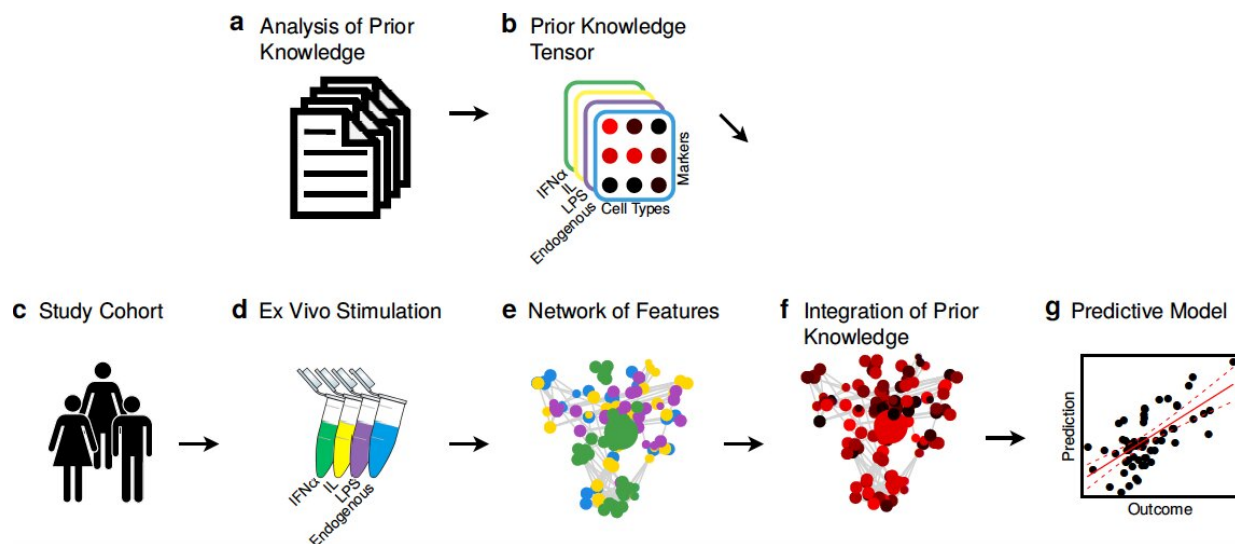 a Analysis of Prior
Knowledge
b Prior Knowledge
Tensor
IFNα
IL
LPS
Endogenous
Cell Types
Markers
c Study Cohort
d Ex Vivo Stimulation
IFNα
IL
LPS
Endogenous
e Network of Features
f Integration of Prior
Knowledge
g Predictive Model
Prediction
Outcome